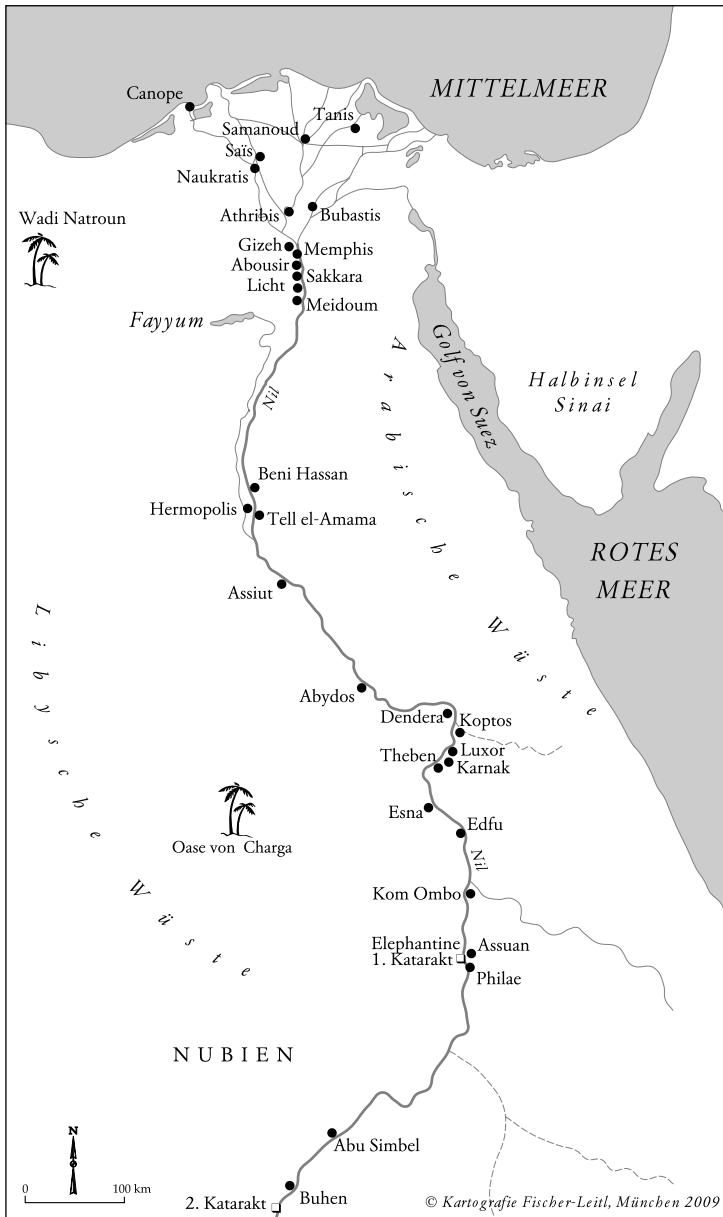 MITTELMEER
Canope
Tanis
Samanoud
Saïs
Naukratis
Athribis
Bubastis
Wadi Natroun
Gizeh
Memphis
Abousir
Sakkara
Licht
Meidoum
Fayyum
Nil
Arabische Wüste
Golf von Suez
Halbinsel
Sinai
Beni Hassan
Hermopolis
Tell el-Amama
ROTES
MEER
Assiut
Libysche Wüste
Abydos
Dendera
Koptos
Luxor
Theben
Karnak
Esna
Edfu
Oase von Charga
Nil
Kom Ombo
Elephantine
Assuan
1. Katarakt
Philae
NUBIEN
Abu Simbel
N
0
100 km
Buhen
2. Katarakt
© Kartografie Fischer-Leitl, München 2009